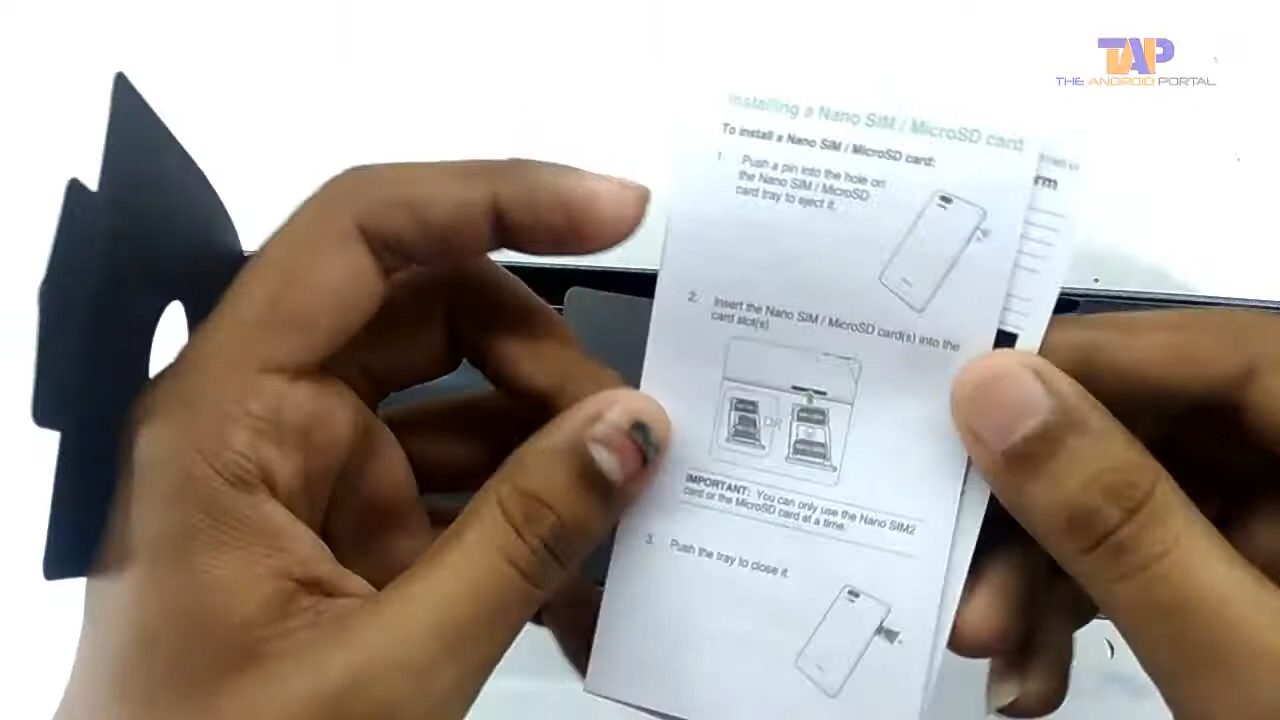 TAP
THE ANDROID PORTAL
Installing a Nano SIM / MicroSD card
To install a Nano SIM / MicroSD card:
1. Push a pin into the hole on
the Nano SIM / MicroSD
card tray to eject it.
2. Insert the Nano SIM / MicroSD card(s) into the
card slot(s)
OR
IMPORTANT: You can only use the Nano SIM2
card or the MicroSD card at a time.
3. Push the tray to close it.
rm